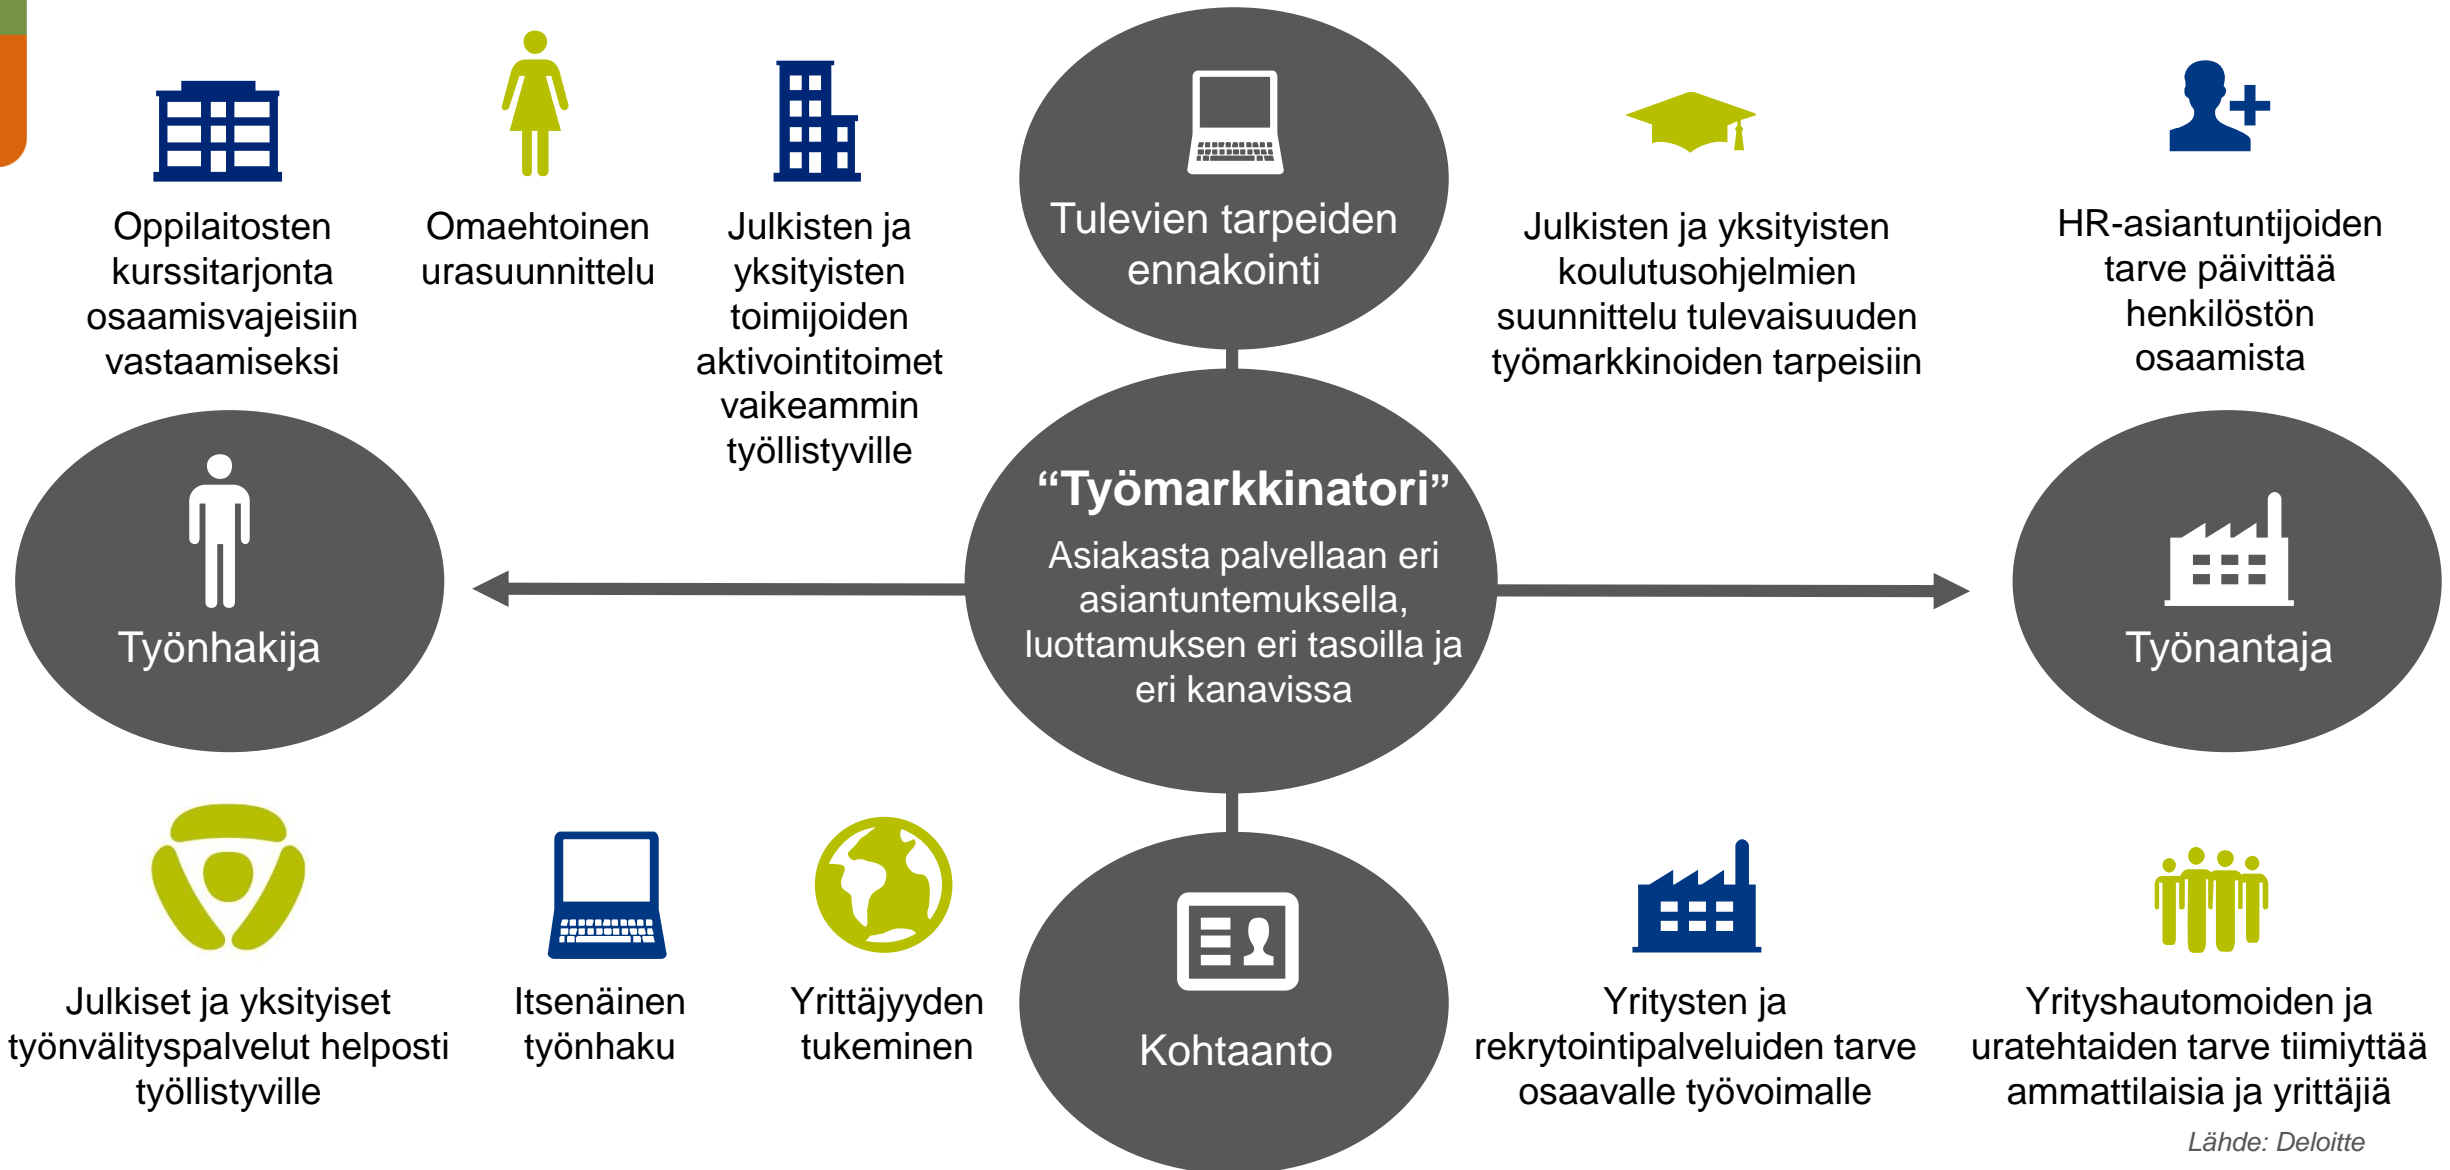 Oppilaitosten
kurssitarjonta
osaamisvajeisiin
vastaamiseksi
Omaehtoinen
urasuunnittelu
Julkisten ja
yksityisten
toimijoiden
aktivointitoimet
vaikeammin
työllistyville
Tulevien tarpeiden
ennakointi
Julkisten ja yksityisten
koulutusohjelmien
suunnittelu tulevaisuuden
työmarkkinoiden tarpeisiin
HR-asiantuntijoiden
tarve päivittää
henkilöstön
osaamista
Työnhakija
“Työmarkkinatori”
Asiakasta palvellaan eri
asiantuntemuksella,
luottamuksen eri tasoilla ja
eri kanavissa
Työnantaja
Julkiset ja yksityiset
työnvälityspalvelut helposti
työllistyville
Itsenäinen
työnhaku
Yrittäjyyden
tukeminen
Kohtaanto
Yritysten ja
rekrytointipalveluiden tarve
osaavalle työvoimalle
Yrityshautomoiden ja
uratehtaiden tarve tiimiyttää
ammattilaisia ja yrittäjiä
Lähde: Deloitte